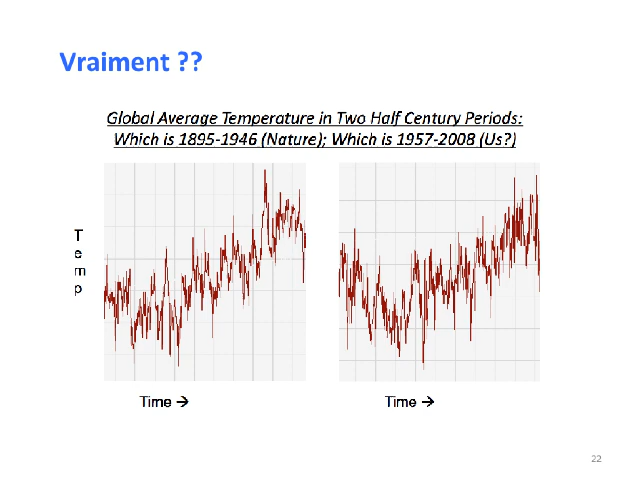 Vraiment ??
Global Average Temperature in Two Half Century Periods:
Which is 1895-1946 (Nature); Which is 1957-2008 (Us?)
T
e
m
p
Time →
Time →
22